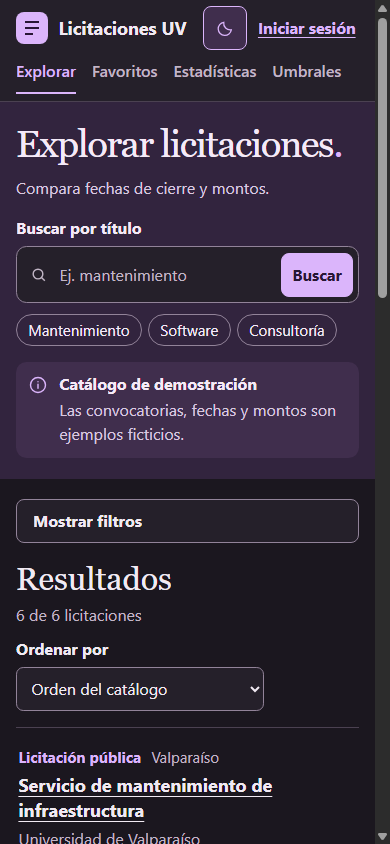 Licitaciones UV
Iniciar sesión
Explorar Favoritos Estadísticas Umbrales
Explorar licitaciones.
Compara fechas de cierre y montos.
Buscar por título
Ej. mantenimiento
Buscar
Mantenimiento Software Consultoría
Catálogo de demostración
Las convocatorias, fechas y montos son
ejemplos ficticios.
Mostrar filtros
Resultados
6 de 6 licitaciones
Ordenar por
Orden del catálogo
Licitación pública Valparaíso
Servicio de mantenimiento de
infraestructura
Universidad de Valparaíso